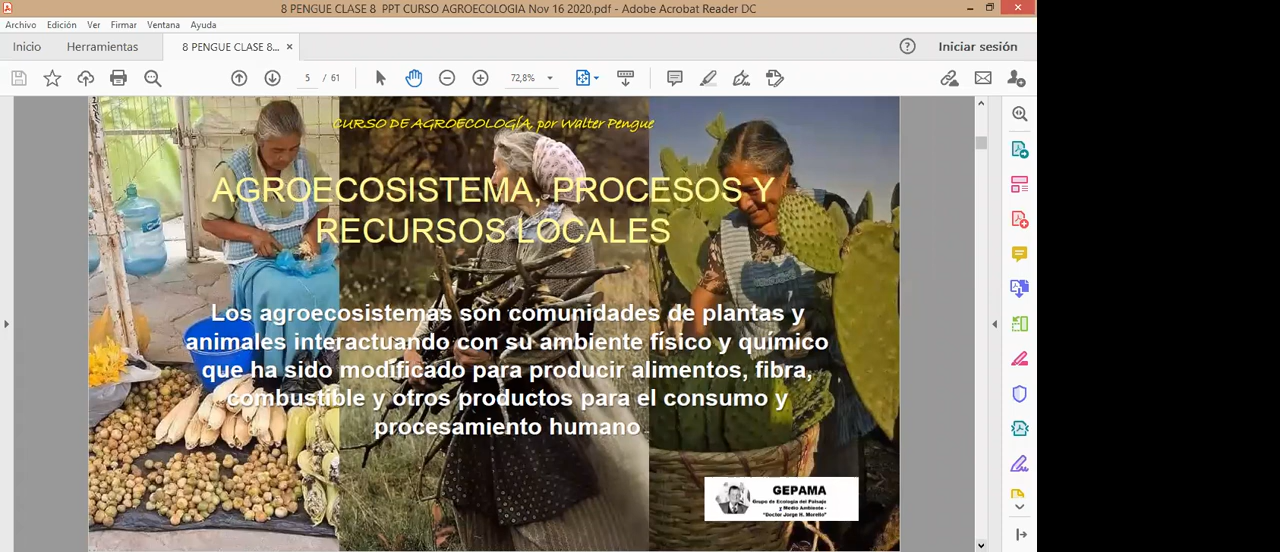 8 PENGUE CLASE 8 PPT CURSO AGROECOLOGIA Nov 16 2020.pdf - Adobe Acrobat Reader DC
Archivo Edición Ver Firmar Ventana Ayuda
Inicio Herramientas 8 PENGUE CLASE 8... × Iniciar sesión
5 / 61 72,8%
CURSO DE AGROECOLOGÍA, por Walter Pengue
AGROECOSISTEMA, PROCESOS Y
RECURSOS LOCALES
Los agroecosistemas son comunidades de plantas y
animales interactuando con su ambiente físico y químico
que ha sido modificado para producir alimentos, fibra,
combustible y otros productos para el consumo y
procesamiento humano
GEPAMA
Grupo de Ecología del Paisaje
y Medio Ambiente -
"Doctor Jorge H. Morello"